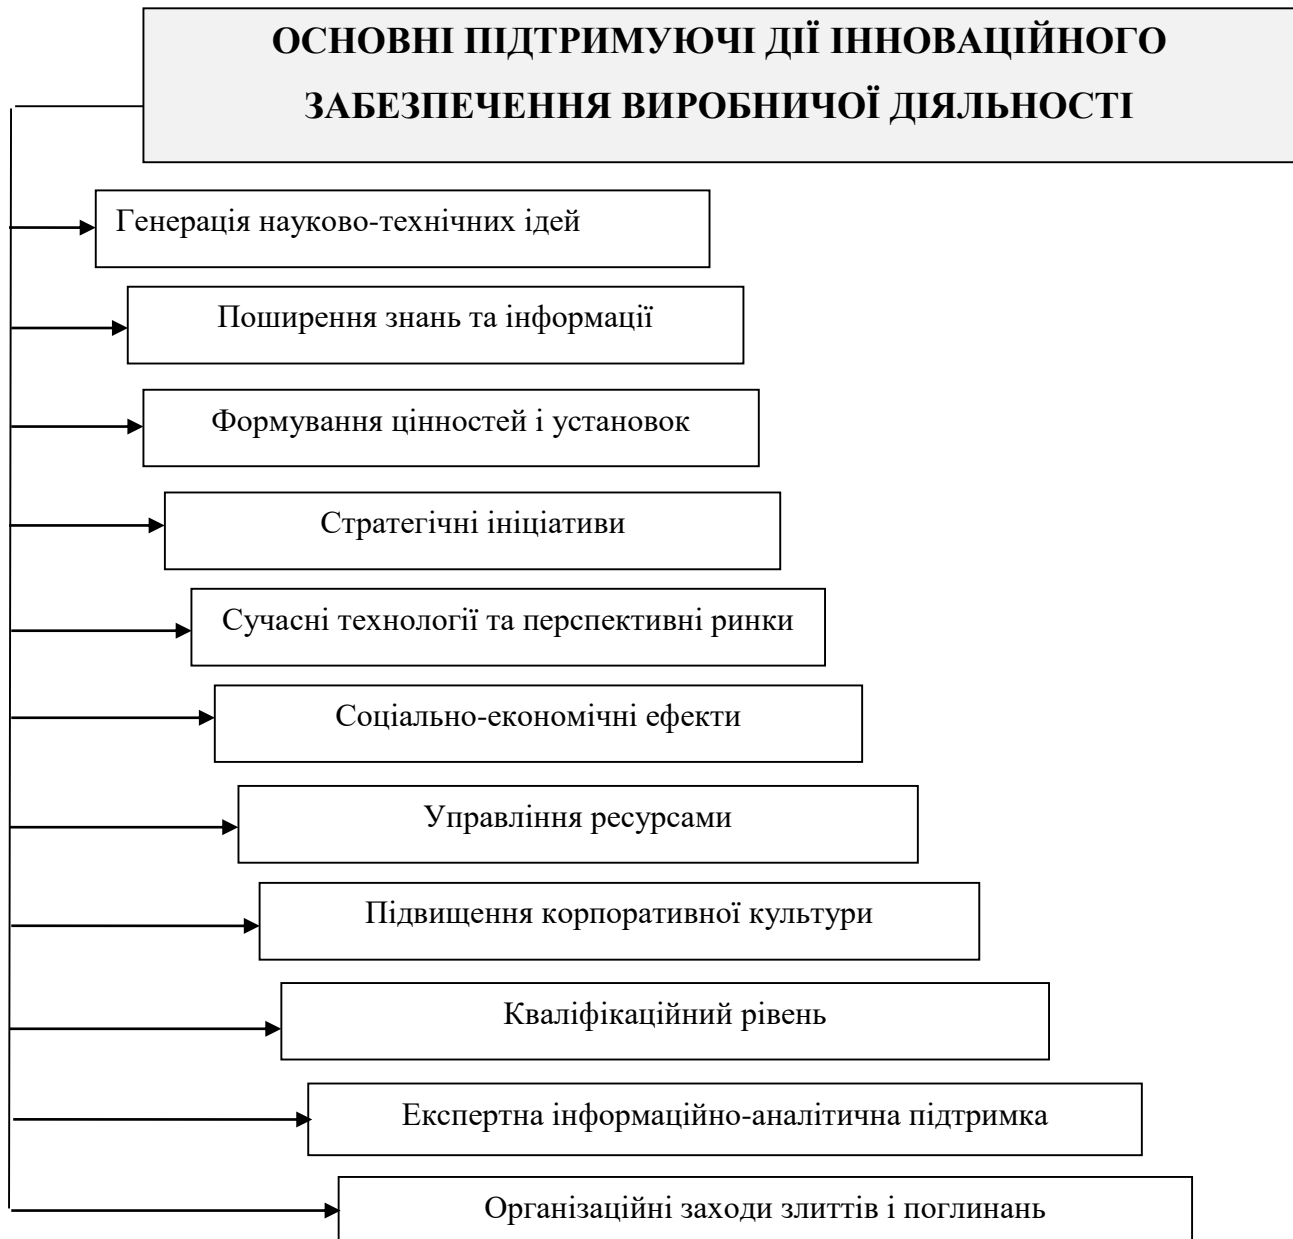 ОСНОВНІ ПІДТРИМУЮЧІ ДІЇ ІННОВАЦІЙНОГО
ЗАБЕЗПЕЧЕННЯ ВИРОБНИЧОЇ ДІЯЛЬНОСТІ
Генерація науково-технічних ідей
Поширення знань та інформації
Формування цінностей і установок
Стратегічні ініціативи
Сучасні технології та перспективні ринки
Соціально-економічні ефекти
Управління ресурсами
Підвищення корпоративної культури
Кваліфікаційний рівень
Експертна інформаційно-аналітична підтримка
Організаційні заходи злиттів і поглинань